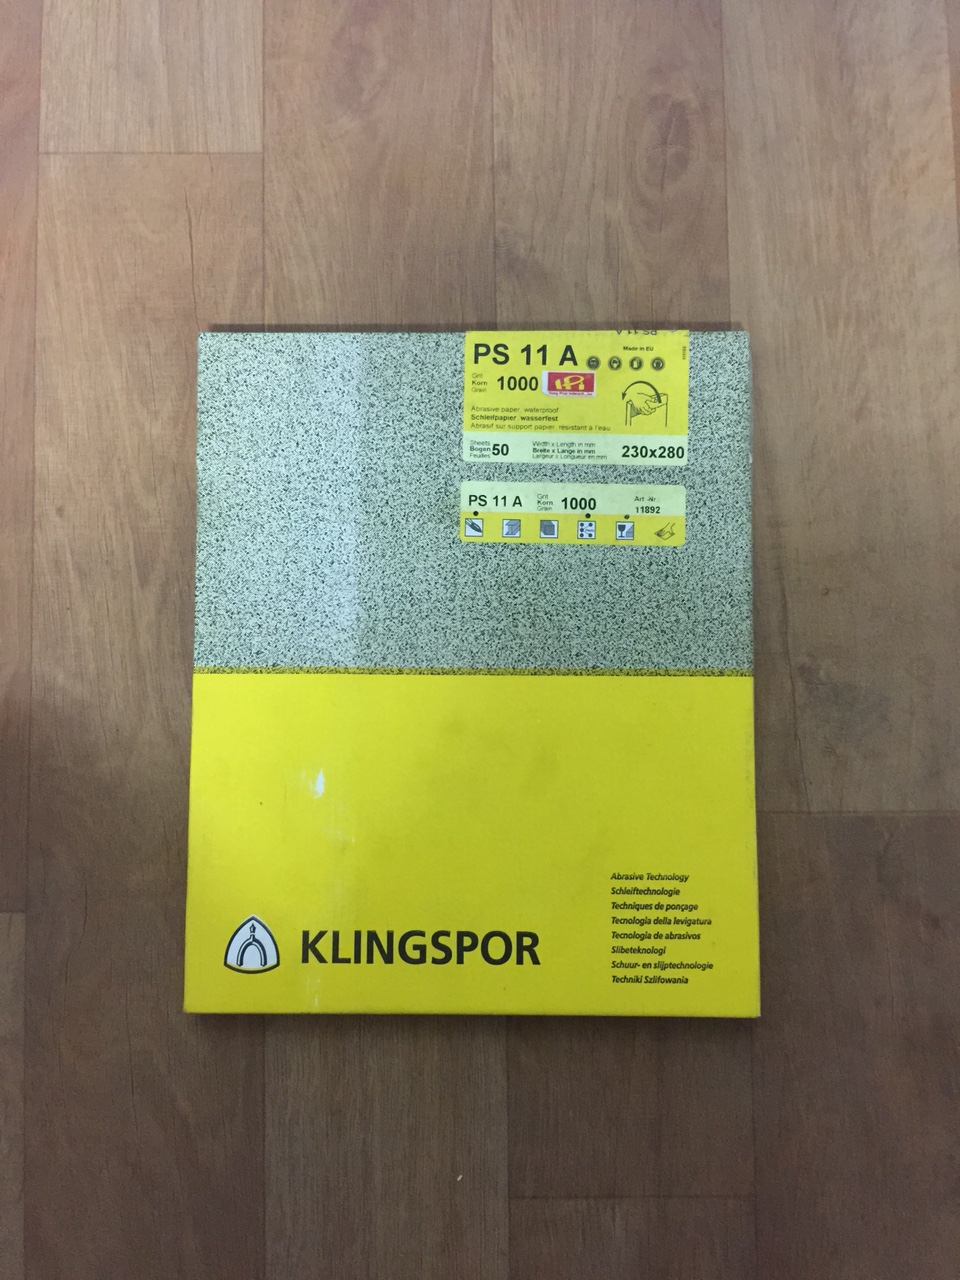 PS 11 A
PS 11 A
Made in EU
Grit
Korn
Grain
1000
Abrasive paper, waterproof
Schleifpapier, wasserfest
Abrasif sur support papier, résistant à l'eau
Sheets
Bogen
Feuilles
50
Width x Length in mm
Breite x Länge in mm
Largeur x Longueur en mm
230x280
PS 11 A
Grit
Korn
Grain
1000
Art.-Nr.
11892
Abrasive Technology
Schleiftechnologie
Techniques de ponçage
Tecnologia della levigatura
Tecnología de abrasivos
Slibeteknologi
Schuur- en slijptechnologie
Techniki Szlifowania
KLINGSPOR